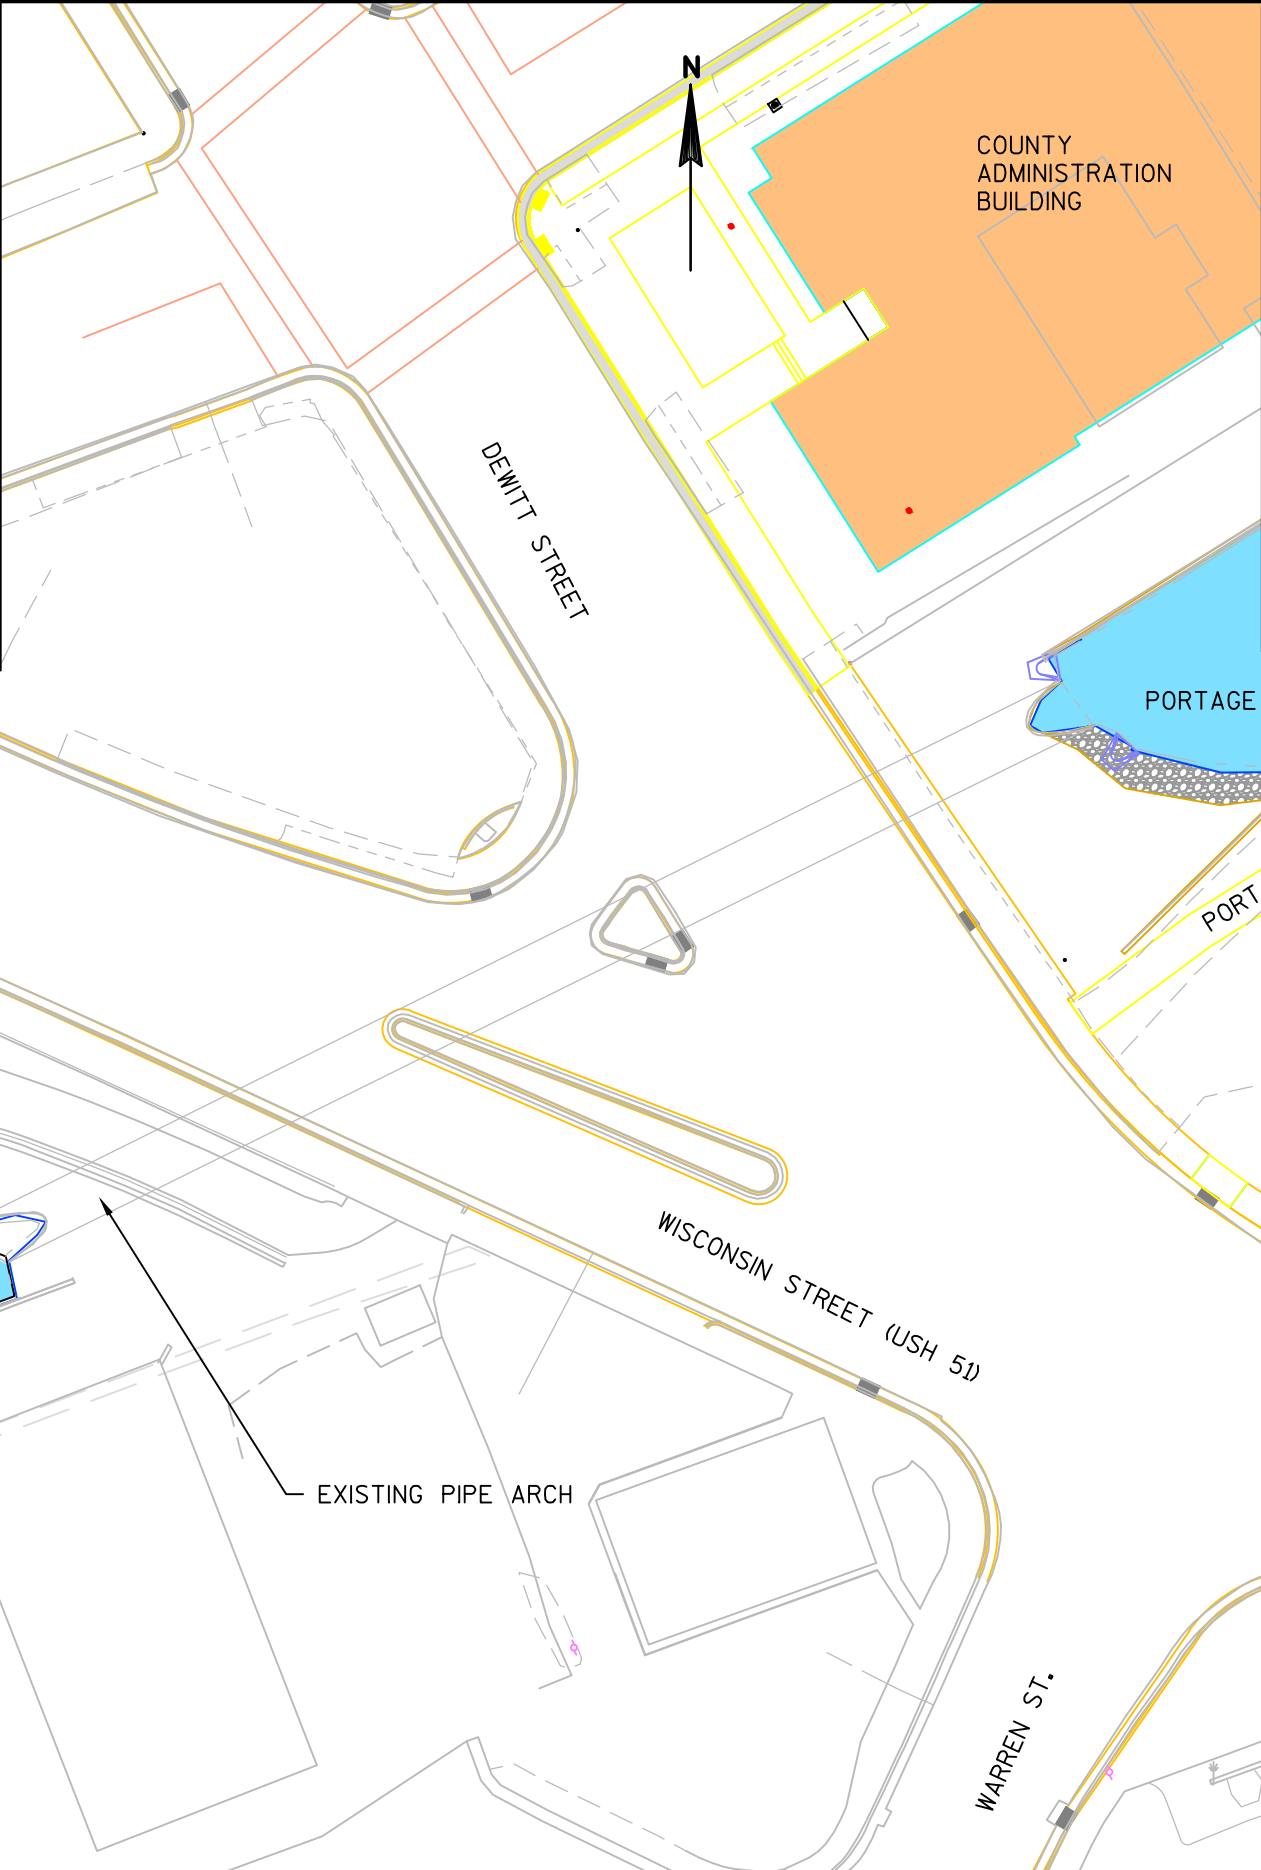 N
COUNTY
ADMINISTRATION
BUILDING
DEWITT STREET
PORTAGE
PORT
WISCONSIN STREET (USH 51)
EXISTING PIPE ARCH
WARREN ST.